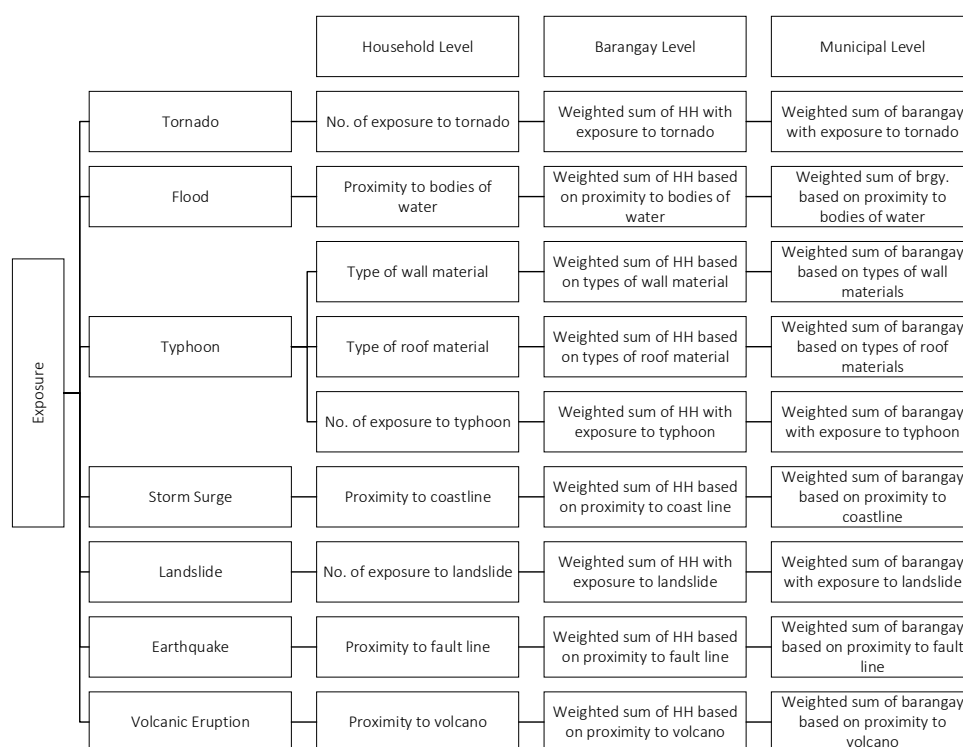 Household Level
Barangay Level
Municipal Level
Exposure
Tornado
No. of exposure to tornado
Weighted sum of HH with
exposure to tornado
Weighted sum of barangay
with exposure to tornado
Flood
Proximity to bodies of
water
Weighted sum of HH based
on proximity to bodies of
water
Weighted sum of brgy.
based on proximity to
bodies of water
Typhoon
Type of wall material
Weighted sum of HH based
on types of wall material
Weighted sum of barangay
based on types of wall
materials
Type of roof material
Weighted sum of HH based
on types of roof material
Weighted sum of barangay
based on types of roof
materials
No. of exposure to typhoon
Weighted sum of HH with
exposure to typhoon
Weighted sum of barangay
with exposure to typhoon
Storm Surge
Proximity to coastline
Weighted sum of HH based
on proximity to coast line
Weighted sum of barangay
based on proximity to
coastline
Landslide
No. of exposure to landslide
Weighted sum of HH with
exposure to landslide
Weighted sum of barangay
with exposure to landslide
Earthquake
Proximity to fault line
Weighted sum of HH based
on proximity to fault line
Weighted sum of barangay
based on proximity to fault
line
Volcanic Eruption
Proximity to volcano
Weighted sum of HH based
on proximity to volcano
Weighted sum of barangay
based on proximity to
volcano